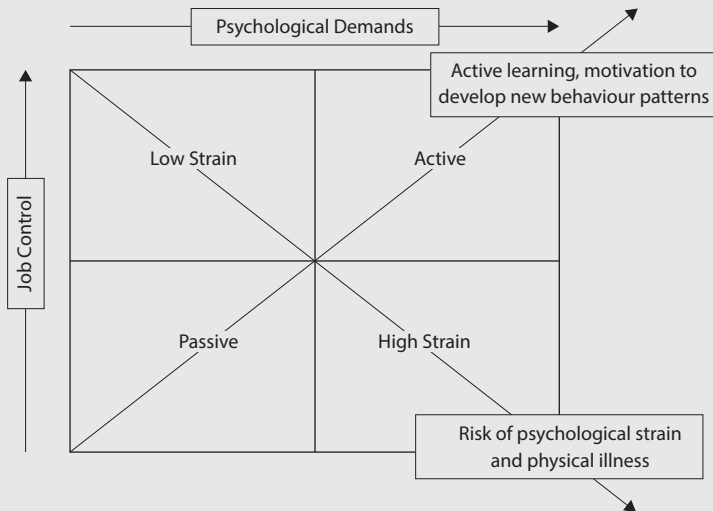 Psychological Demands
Active learning, motivation to
develop new behaviour patterns
Low Strain
Active
Job Control
Passive
High Strain
Risk of psychological strain
and physical illness